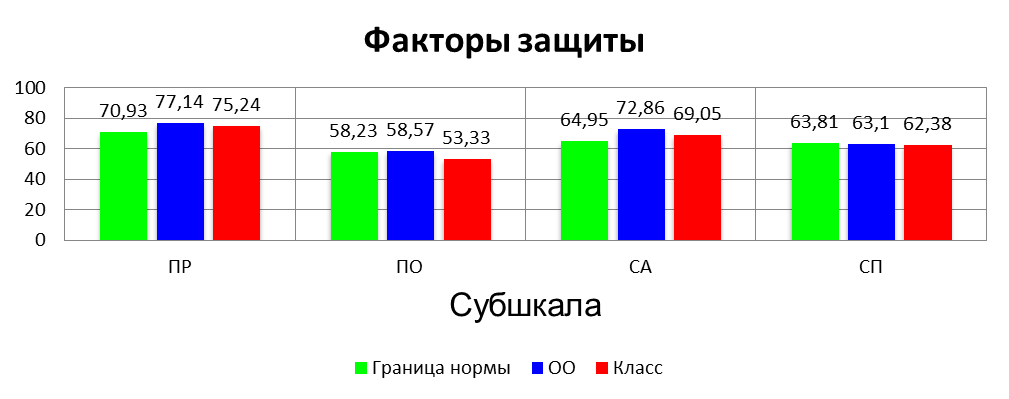 Факторы защиты
100
80
60
40
20
0
70,93 77,14 75,24
58,23 58,57 53,33
64,95 72,86 69,05
63,81 63,1 62,38
ПР ПО СА СП
Субшкала
Граница нормы ОО Класс